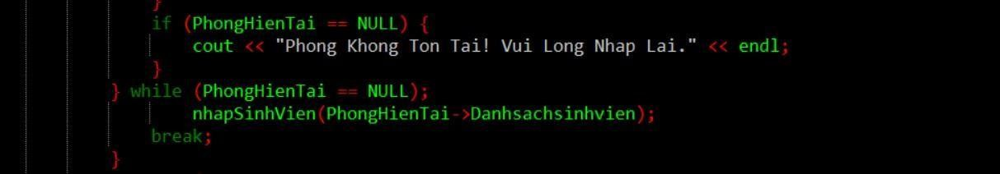 }
if (PhongHienTai == NULL) {
cout << "Phong Khong Ton Tai! Vui Long Nhap Lai." << endl;
}
} while (PhongHienTai == NULL);
nhapSinhVien(PhongHienTai->Danhsachsinhvien);
break;
}